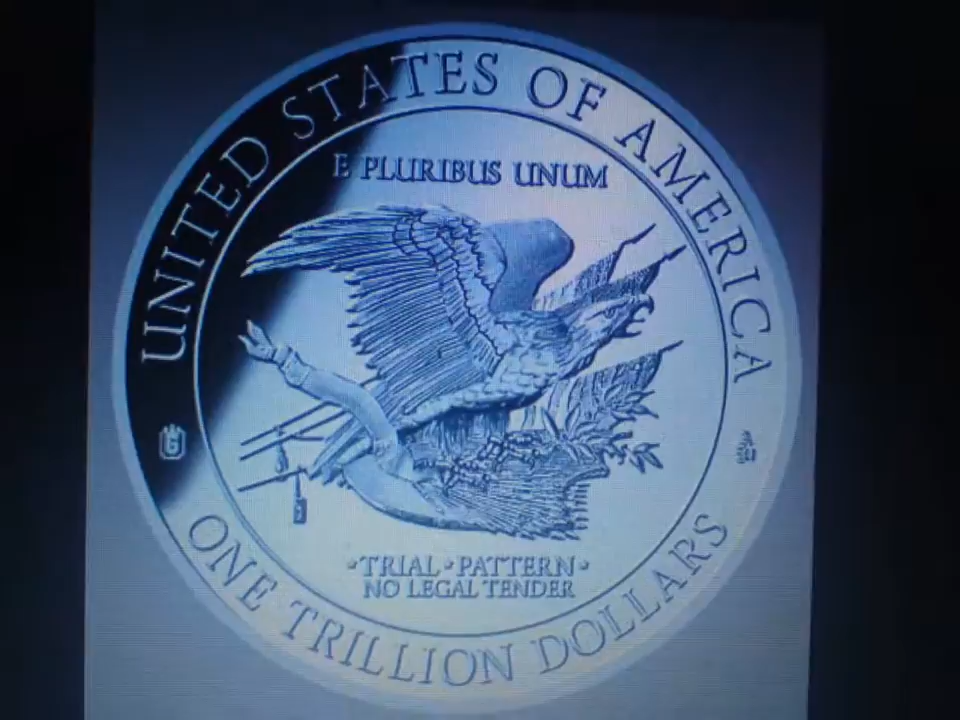 UNITED STATES OF AMERICA
E PLURIBUS UNUM
G
·TRIAL·PATTERN·
NO LEGAL TENDER
ONE TRILLION DOLLARS